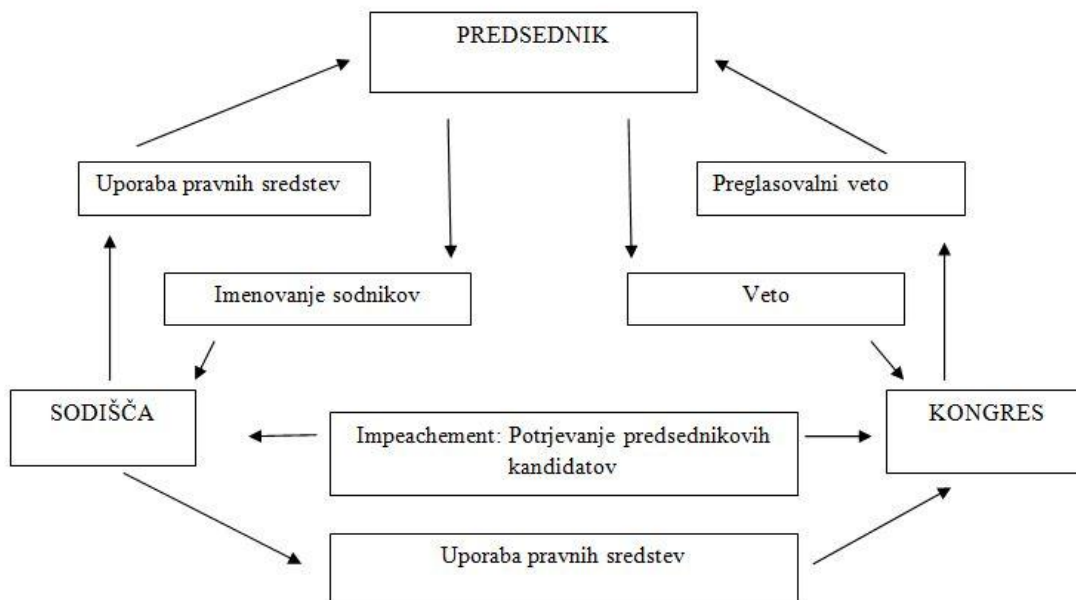 PREDSEDNIK
Uporaba pravnih sredstev
Preglasovalni veto
Imenovanje sodnikov
Veto
SODIŠČA
Impeachement: Potrjevanje predsednikovih
kandidatov
KONGRES
Uporaba pravnih sredstev